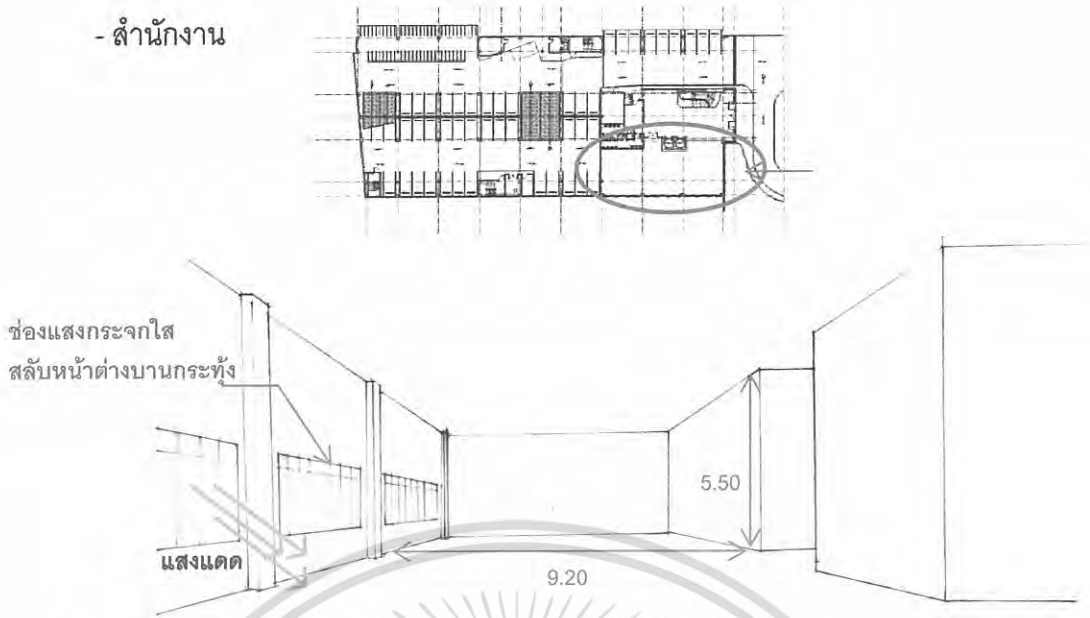 - สำนักงาน
ช่องแสงกระจกใส
สลับหน้าต่างบานกระทุ้ง
5.50
แสงแดด
9.20